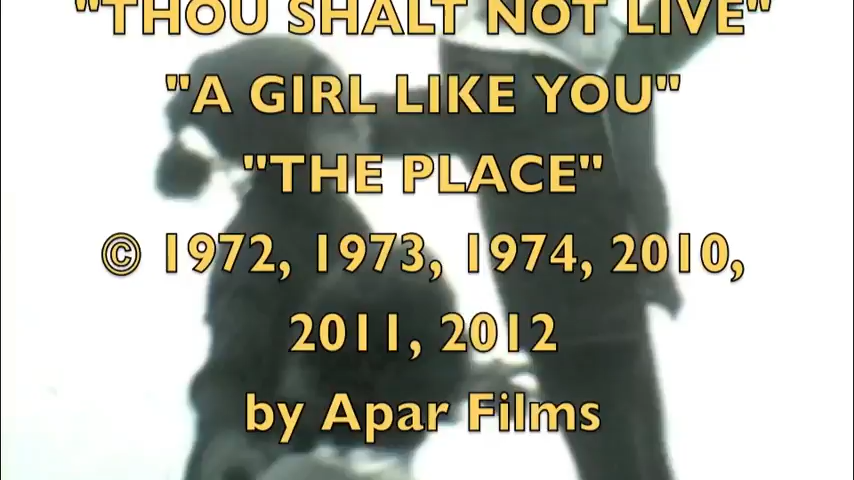 "THOU SHALT NOT LIVE"
"A GIRL LIKE YOU"
"THE PLACE"
© 1972, 1973, 1974, 2010,
2011, 2012
by Apar Films